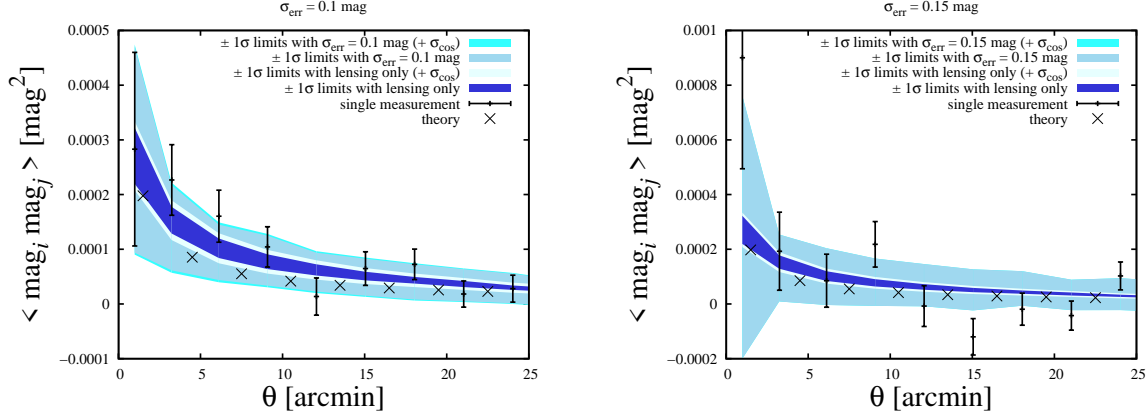 σerr = 0.1 mag
± 1σ limits with σerr = 0.1 mag (+ σcos)
± 1σ limits with σerr = 0.1 mag
± 1σ limits with lensing only (+ σcos)
± 1σ limits with lensing only
single measurement
theory
0.0005
0.0004
0.0003
0.0002
0.0001
0
−0.0001
< magi magj > [mag²]
0 5 10 15 20 25
θ [arcmin]
σerr = 0.15 mag
± 1σ limits with σerr = 0.15 mag (+ σcos)
± 1σ limits with σerr = 0.15 mag
± 1σ limits with lensing only (+ σcos)
± 1σ limits with lensing only
single measurement
theory
0.001
0.0008
0.0006
0.0004
0.0002
0
−0.0002
< magi magj > [mag²]
0 5 10 15 20 25
θ [arcmin]